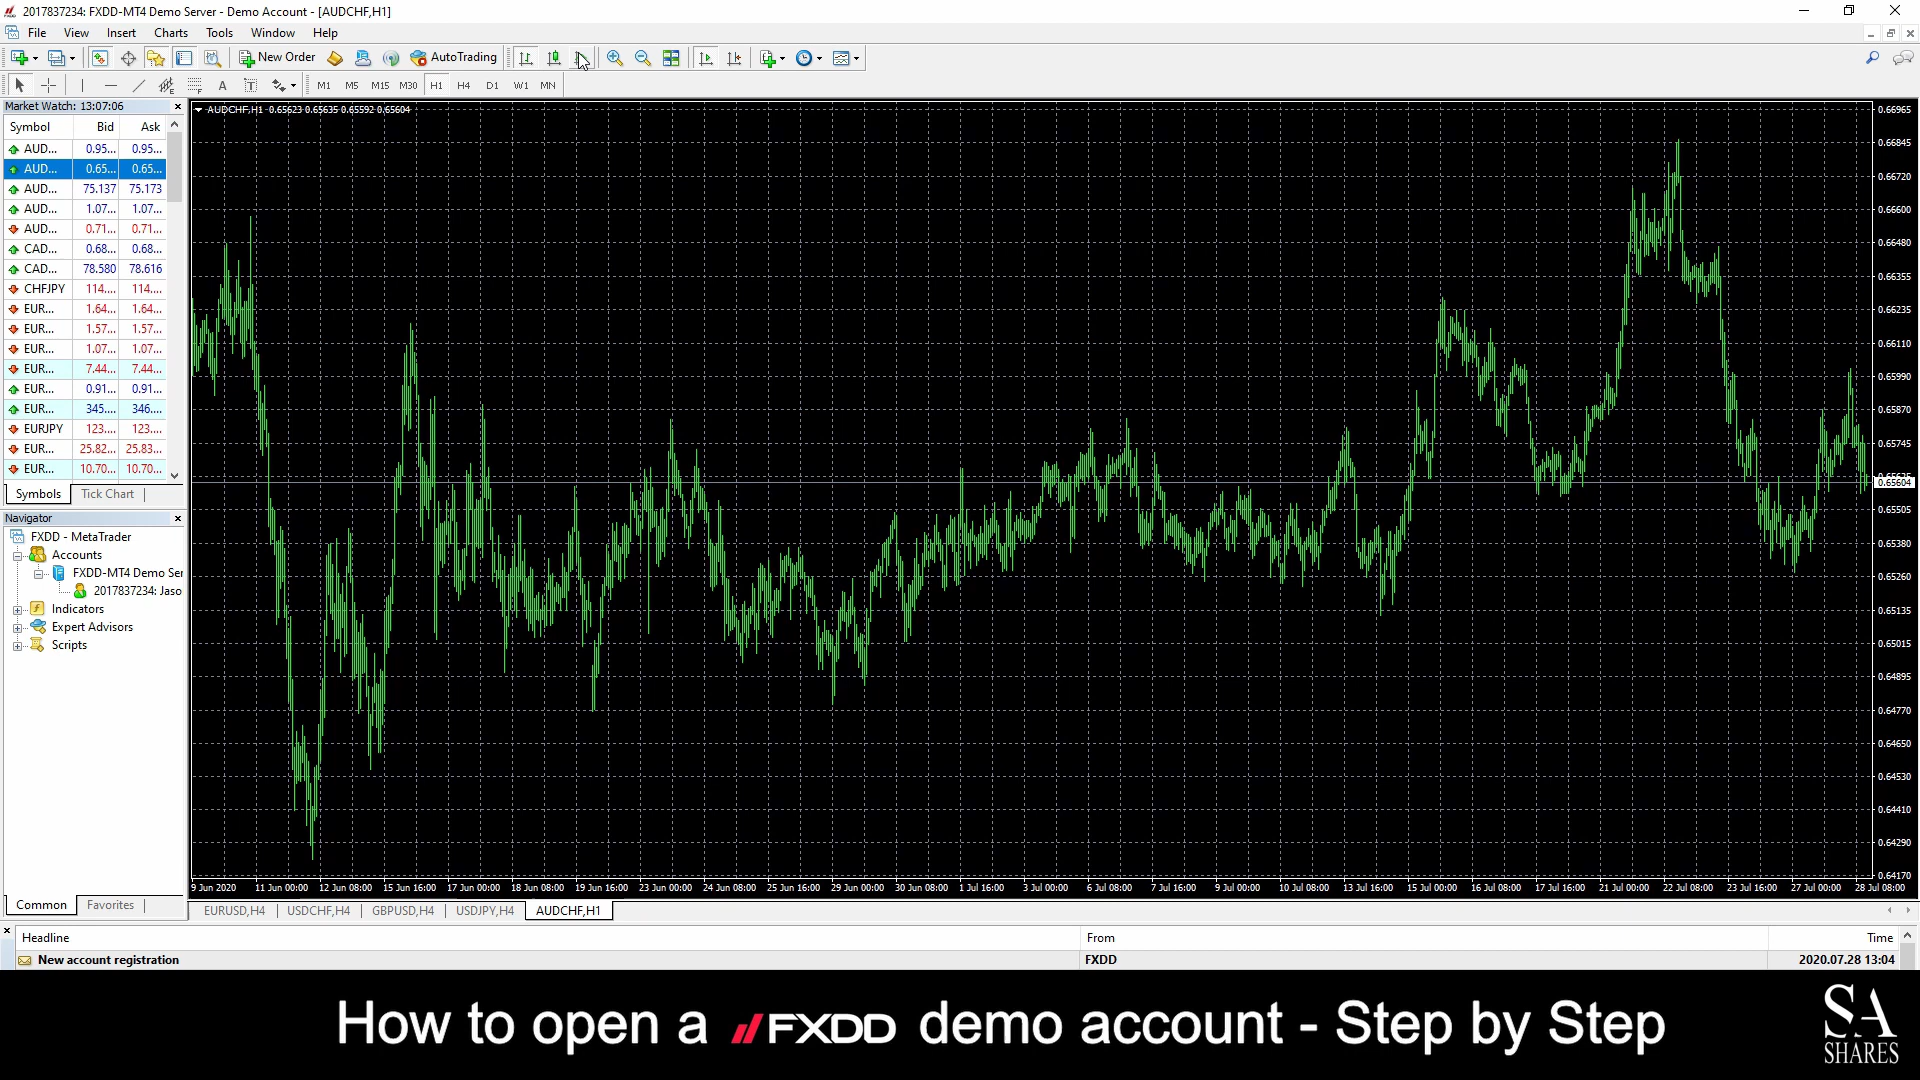 2017837234: FXDD-MT4 Demo Server - Demo Account - [AUDCHF,H1]
File View Insert Charts Tools Window Help
New Order AutoTrading
A T M1 M5 M15 M30 H1 H4 D1 W1 MN
Market Watch: 13:07:06
Symbol Bid Ask
AUD... 0.95... 0.95...
AUD... 0.65... 0.65...
AUD... 75.137 75.173
AUD... 1.07... 1.07...
AUD... 0.71... 0.71...
CAD... 0.68... 0.68...
CAD... 78.580 78.616
CHFJPY 114.... 114....
EUR... 1.64... 1.64...
EUR... 1.57... 1.57...
EUR... 1.07... 1.07...
EUR... 7.44... 7.44...
EUR... 0.91... 0.91...
EUR... 345.... 346....
EURJPY 123.... 123....
EUR... 25.82... 25.83...
EUR... 10.70... 10.70...
Symbols Tick Chart
Navigator
FXDD - MetaTrader
Accounts
FXDD-MT4 Demo Ser
2017837234: Jaso
Indicators
Expert Advisors
Scripts
Common Favorites
AUDCHF,H1 0.65623 0.65635 0.65592 0.65604
0.66965
0.66845
0.66720
0.66600
0.66480
0.66355
0.66235
0.66110
0.65990
0.65870
0.65745
0.65625
0.65604
0.65505
0.65380
0.65260
0.65135
0.65015
0.64895
0.64770
0.64650
0.64530
0.64410
0.64290
0.64170
9 Jun 2020 11 Jun 00:00 12 Jun 08:00 15 Jun 16:00 17 Jun 00:00 18 Jun 08:00 19 Jun 16:00 23 Jun 00:00 24 Jun 08:00 25 Jun 16:00 29 Jun 00:00 30 Jun 08:00 1 Jul 16:00 3 Jul 00:00 6 Jul 08:00 7 Jul 16:00 9 Jul 00:00 10 Jul 08:00 13 Jul 16:00 15 Jul 00:00 16 Jul 08:00 17 Jul 16:00 21 Jul 00:00 22 Jul 08:00 23 Jul 16:00 27 Jul 00:00 28 Jul 08:00
EURUSD,H4 USDCHF,H4 GBPUSD,H4 USDJPY,H4 AUDCHF,H1
Headline From Time
New account registration FXDD 2020.07.28 13:04
How to open a FXDD demo account - Step by Step
SA
SHARES